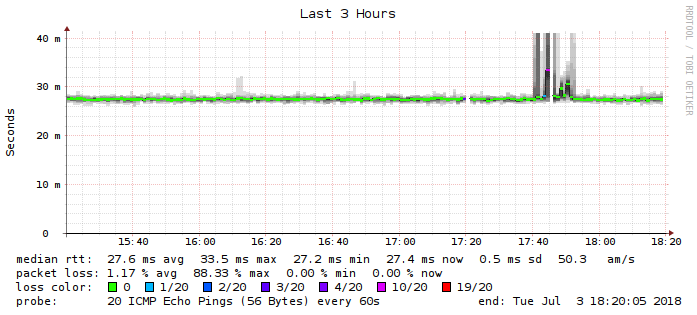 Last 3 Hours
RRDTOOL / TOBI OETIKER
40 m
30 m
20 m
10 m
0
Seconds
15:40 16:00 16:20 16:40 17:00 17:20 17:40 18:00 18:20
median rtt: 27.6 ms avg 33.5 ms max 27.2 ms min 27.4 ms now 0.5 ms sd 50.3 am/s
packet loss: 1.17 % avg 88.33 % max 0.00 % min 0.00 % now
loss color: 0 1/20 2/20 3/20 4/20 10/20 19/20
probe: 20 ICMP Echo Pings (56 Bytes) every 60s end: Tue Jul 3 18:20:05 2018